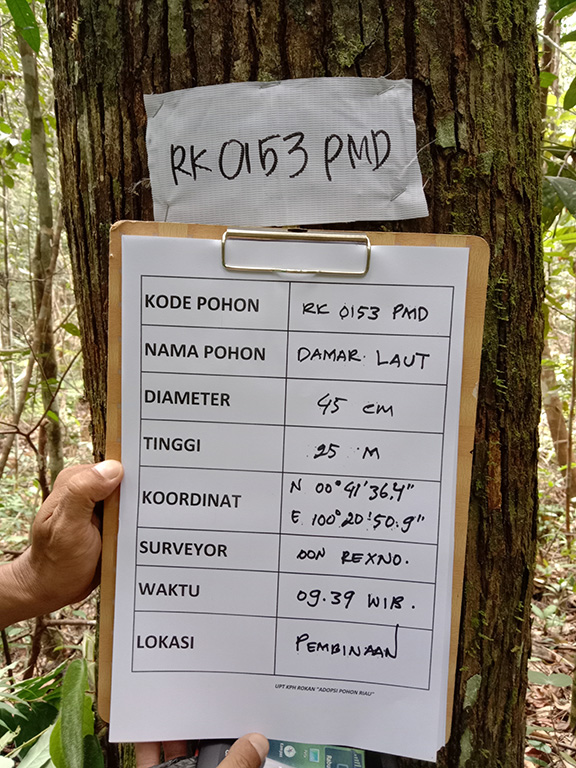 RK 0153 PMD
KODE POHON RK 0153 PMD
NAMA POHON DAMAR LAUT
DIAMETER 45 cm
TINGGI 25 M
KOORDINAT N 00° 41' 36.4"
E 100° 20' 50.9"
SURVEYOR DON REXNO.
WAKTU 09.39 WIB.
LOKASI PEMBINAAN
UPT KPH ROKAN "ADOPSI POHON RIAU"